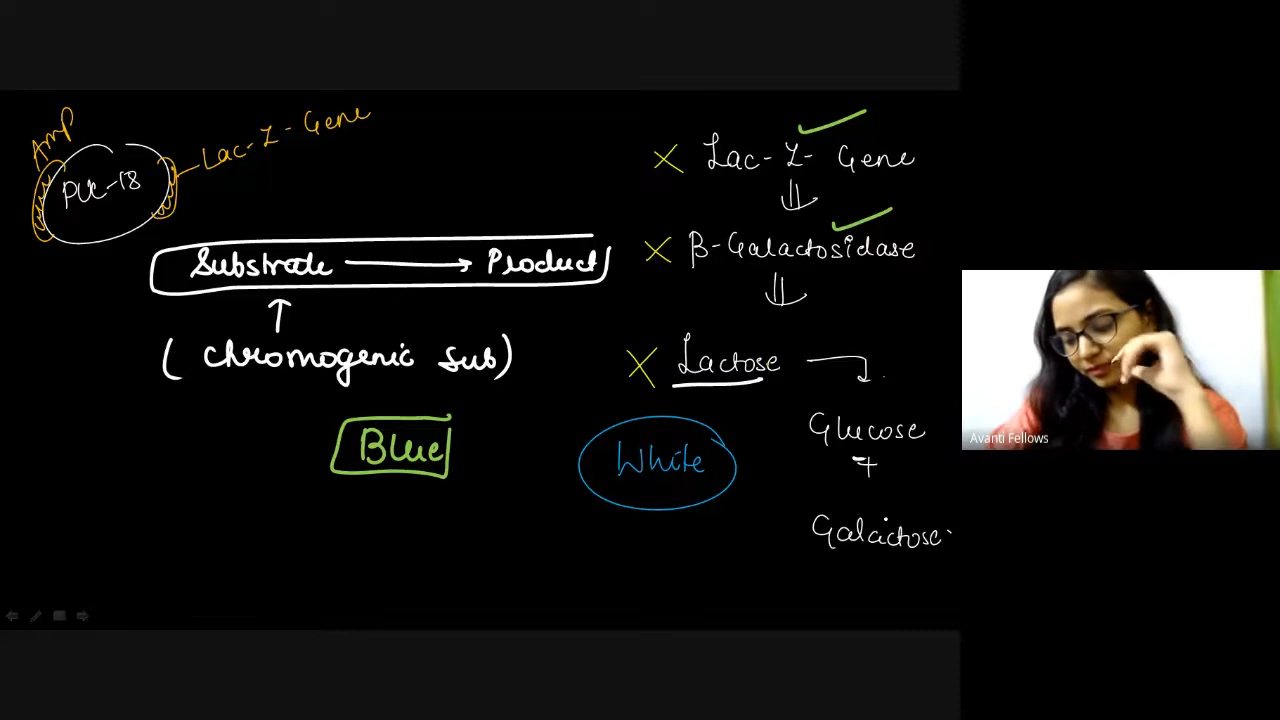 Amp
Lac-Z-Gene
PUC-18
Substrate → Product
(Chromogenic Sub)
Blue
White
X Lac-Z-Gene
X β-Galactosidase
X Lactose
Glucose
+
Galactose
Avanti Fellows